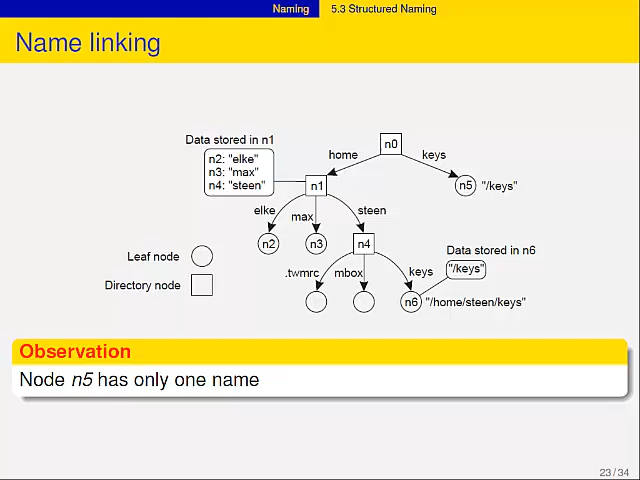 Naming 5.3 Structured Naming
Name linking
Data stored in n1
n2: "elke"
n3: "max"
n4: "steen"
n0
home
keys
n1
n5 "/keys"
elke
max
steen
n2
n3
n4
Leaf node
Directory node
.twmrc
mbox
keys
Data stored in n6
"/keys"
n6 "/home/steen/keys"
Observation
Node n5 has only one name
23 / 34